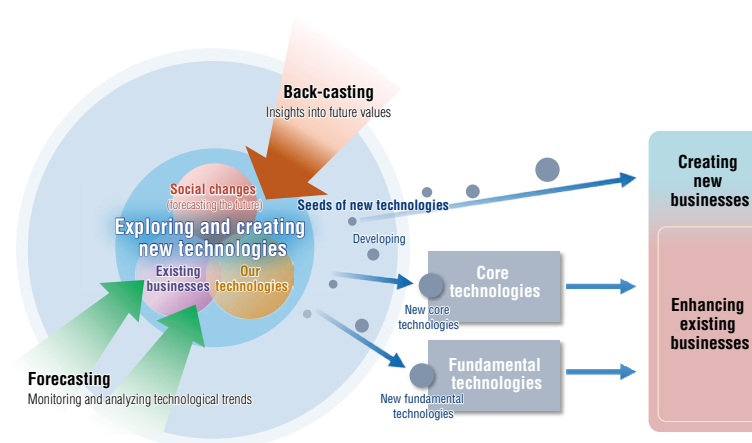 Back-casting
Insights into future values
Social changes
(forecasting the future)
Seeds of new technologies
Exploring and creating
new technologies
Existing
businesses
Our
technologies
Developing
Creating
new
businesses
Core
technologies
New core
technologies
Enhancing
existing
businesses
Fundamental
technologies
New fundamental
technologies
Forecasting
Monitoring and analyzing technological trends